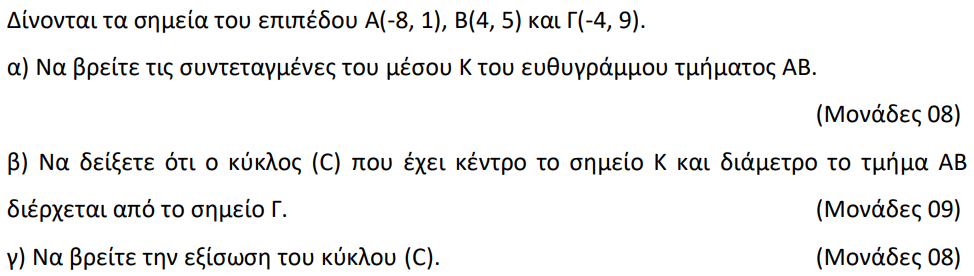 Δίνονται τα σημεία του επιπέδου Α(-8, 1), Β(4, 5) και Γ(-4, 9).
α) Να βρείτε τις συντεταγμένες του μέσου Κ του ευθυγράμμου τμήματος ΑΒ.
(Μονάδες 08)
β) Να δείξετε ότι ο κύκλος (C) που έχει κέντρο το σημείο Κ και διάμετρο το τμήμα ΑΒ
διέρχεται από το σημείο Γ. (Μονάδες 09)
γ) Να βρείτε την εξίσωση του κύκλου (C). (Μονάδες 08)